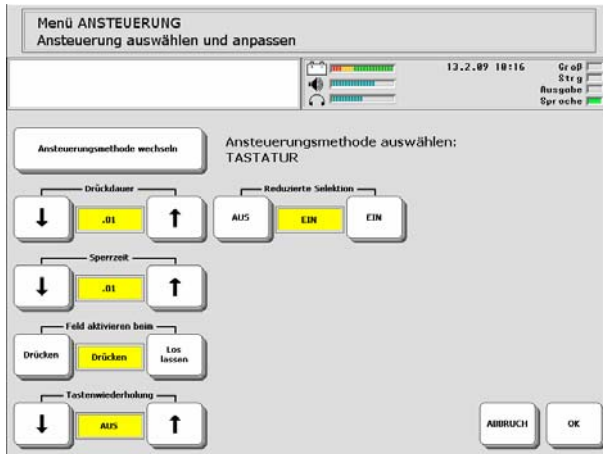 Menü ANSTEUERUNG
Ansteuerung auswählen und anpassen
13.2.09 10:16
Groß
Strg
Ausgabe
Sprache
Ansteuerungsmethode wechseln
Ansteuerungsmethode auswählen:
TASTATUR
Drückdauer
↓ .01 ↑
Reduzierte Selektion
AUS EIN EIN
Sperrzeit
↓ .01 ↑
Feld aktivieren beim
Drücken Drücken Los
lassen
Tastenwiederholung
↓ AUS ↑
ABBRUCH OK